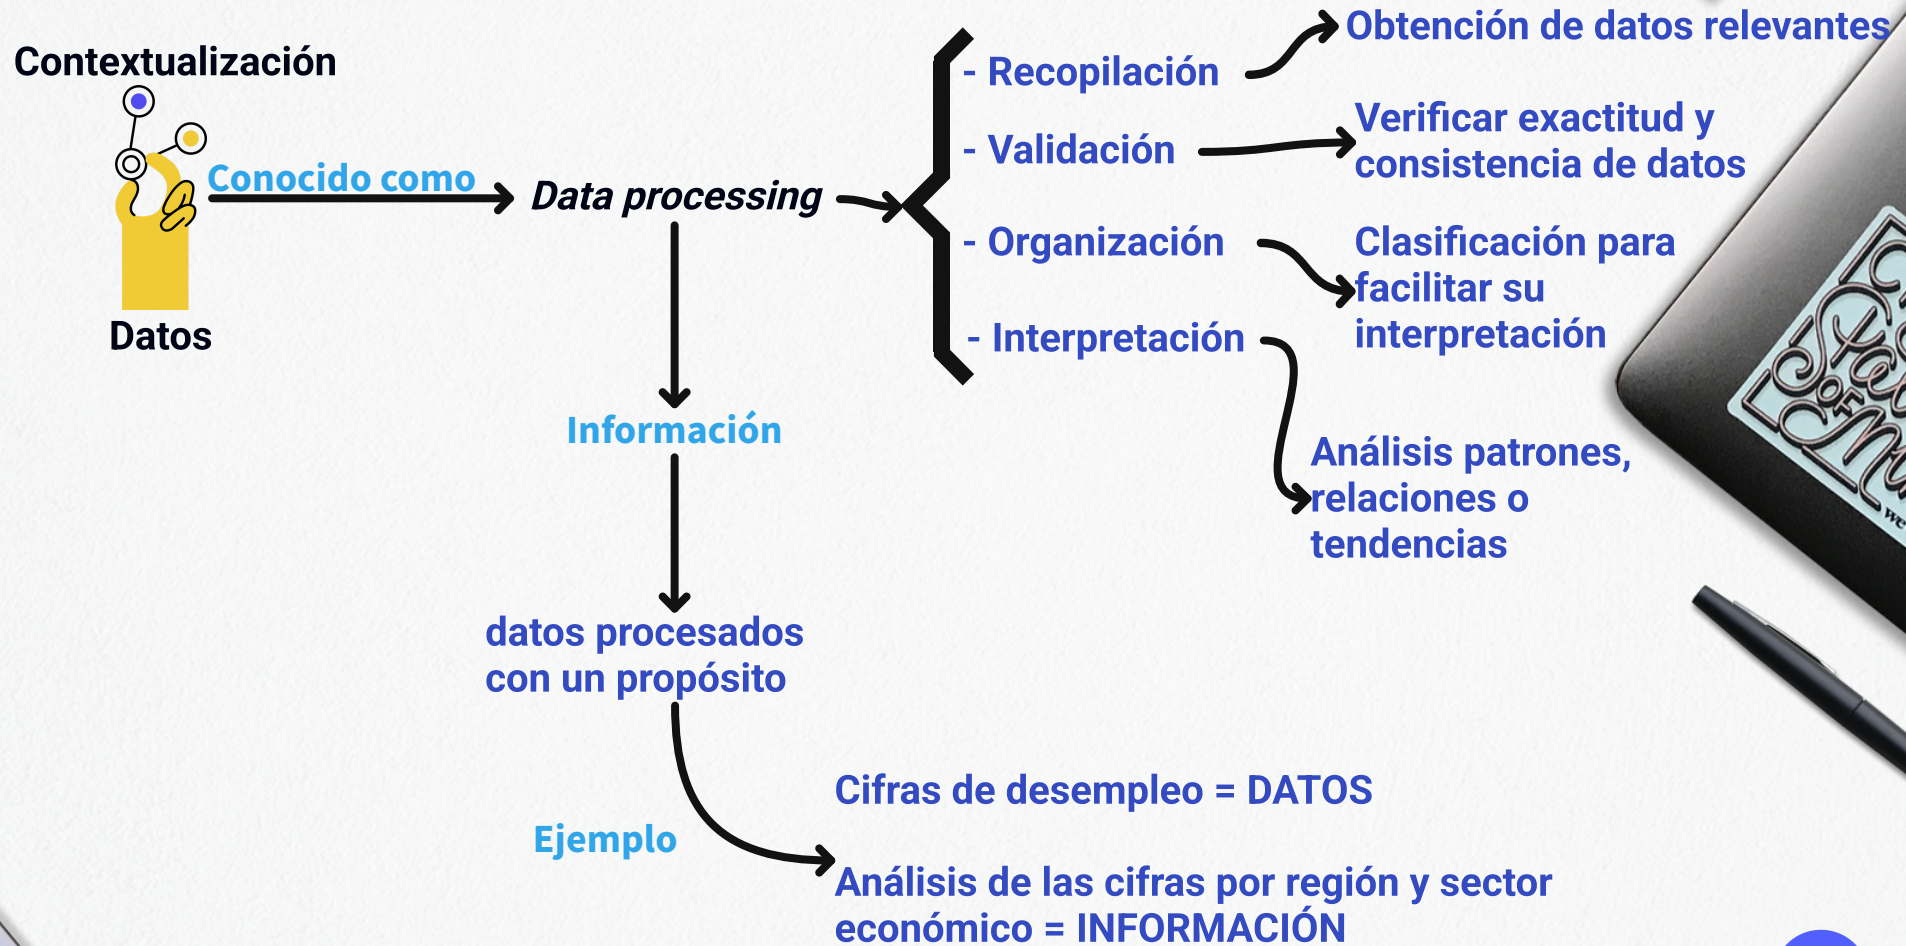 Contextualización
Datos
Conocido como
Data processing
- Recopilación
Obtención de datos relevantes
- Validación
Verificar exactitud y
consistencia de datos
- Organización
Clasificación para
facilitar su
interpretación
- Interpretación
Análisis patrones,
relaciones o
tendencias
Información
datos procesados
con un propósito
Ejemplo
Cifras de desempleo = DATOS
Análisis de las cifras por región y sector
económico = INFORMACIÓN
OF
we